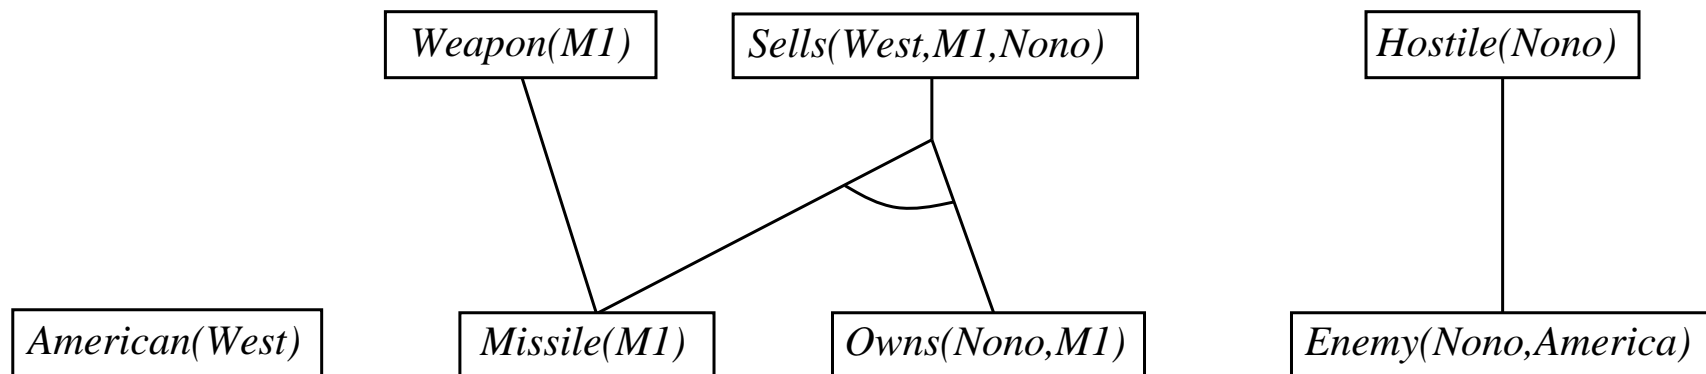 Weapon(M1)
Sells(West,M1,Nono)
Hostile(Nono)
American(West)
Missile(M1)
Owns(Nono,M1)
Enemy(Nono,America)